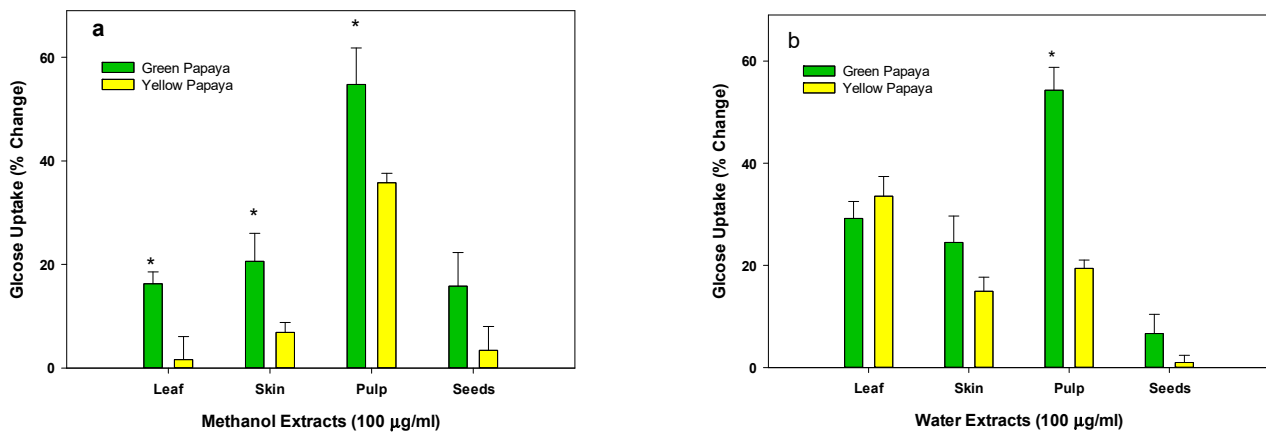 a
*
*
*
Green Papaya
Yellow Papaya
Glcose Uptake (% Change)
60
40
20
0
Leaf Skin Pulp Seeds
Methanol Extracts (100 μg/ml)
b
*
Green Papaya
Yellow Papaya
Glcose Uptake (% Change)
60
40
20
0
Leaf Skin Pulp Seeds
Water Extracts (100 μg/ml)